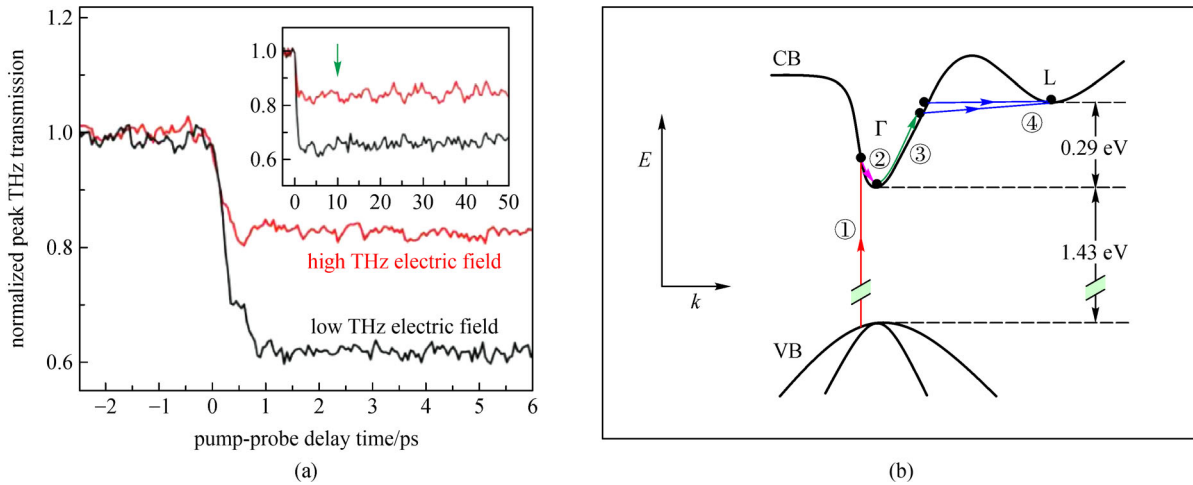 1.2
1.0
0.8
0.6
normalized peak THz transmission
1.0
0.8
0.6
0 10 20 30 40 50
high THz electric field
low THz electric field
−2 −1 0 1 2 3 4 5 6
pump-probe delay time/ps
(a)
CB
L
Γ
②
③
④
0.29 eV
E
①
1.43 eV
k
VB
(b)